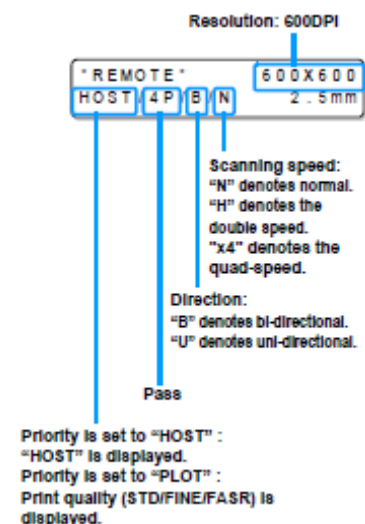 Resolution: 600DPI
*REMOTE* 600X600
HOST/4P/B/N 2.5mm
Scanning speed:
“N” denotes normal.
“H” denotes the
double speed.
"x4" denotes the
quad-speed.
Direction:
“B” denotes bi-directional.
“U” denotes uni-directional.
Pass
Priority is set to “HOST” :
“HOST” is displayed.
Priority is set to “PLOT” :
Print quality (STD/FINE/FASR) is
displayed.